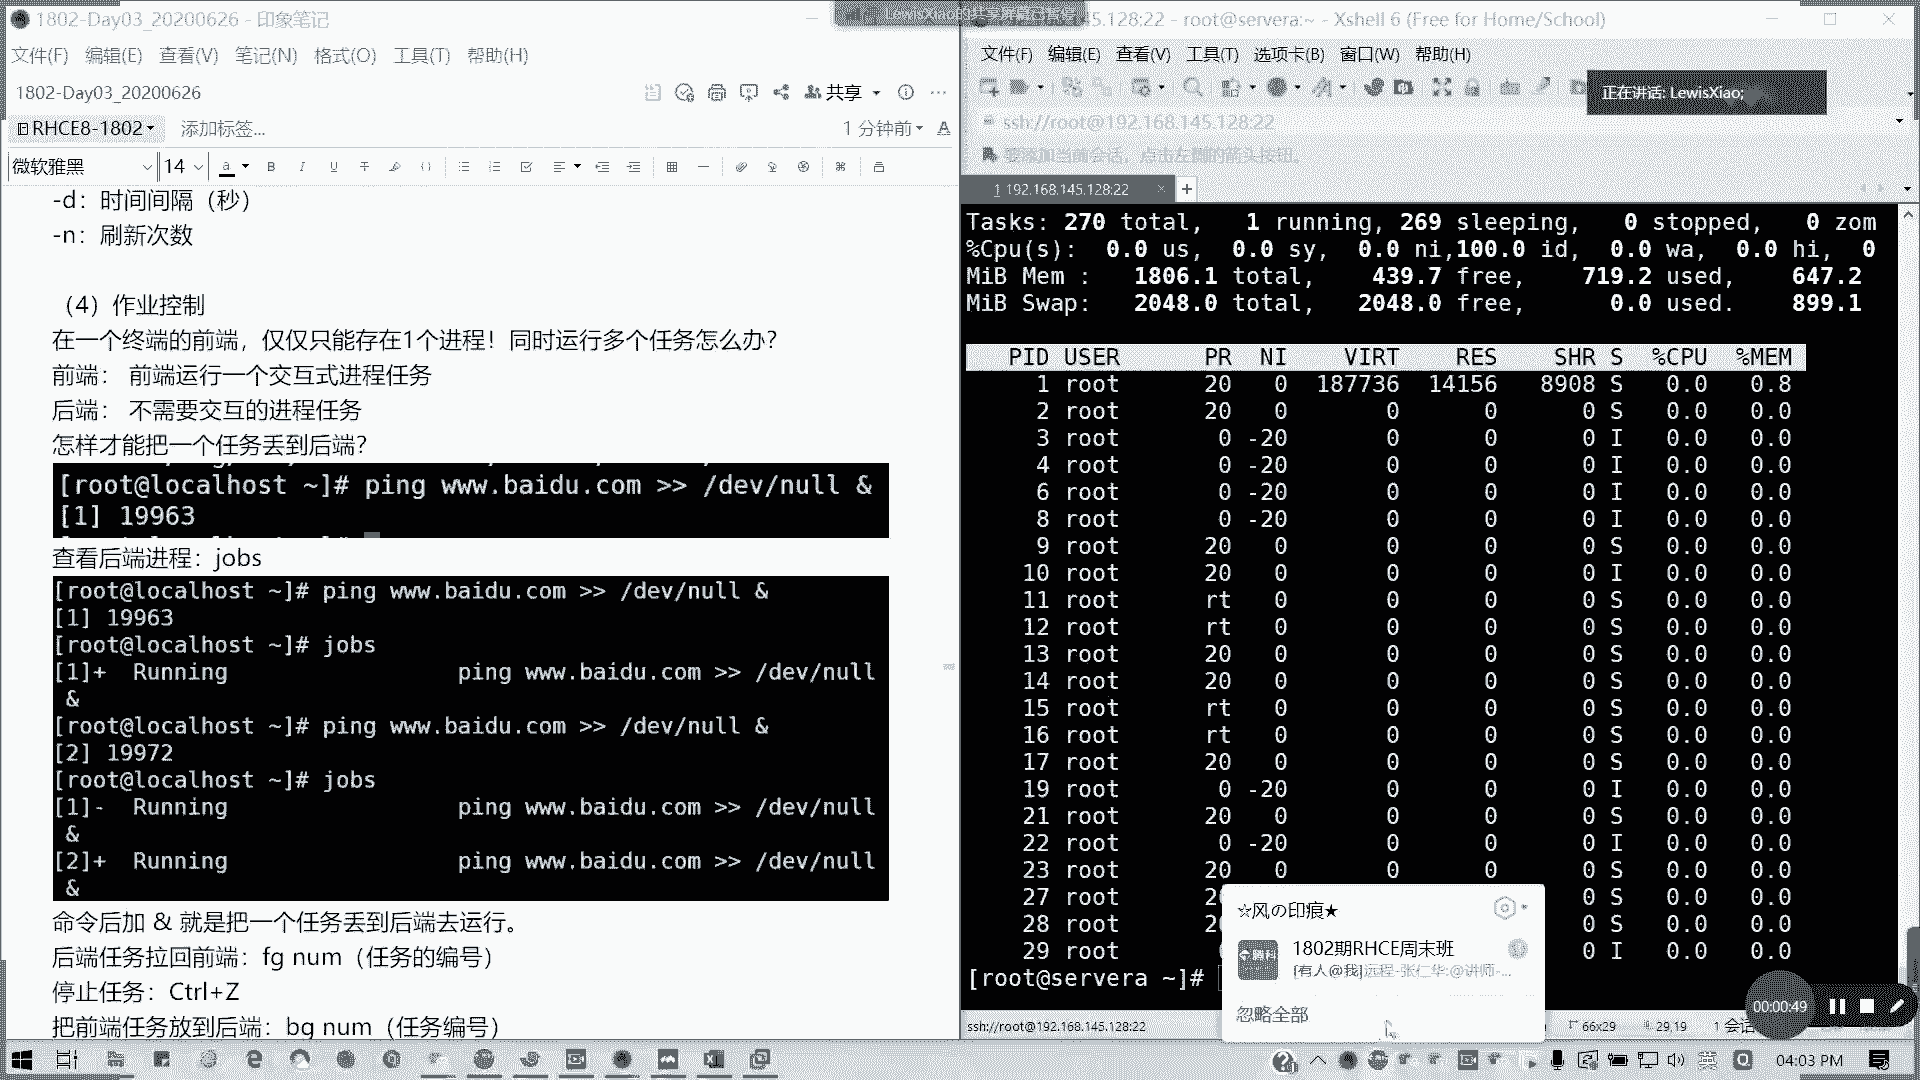 1802-Day03_20200626 - 印象笔记
文件(F) 编辑(E) 查看(V) 笔记(N) 格式(O) 工具(T) 帮助(H)
1802-Day03_20200626
共享
RHCE8-1802
添加标签...
1 分钟前
微软雅黑 14
-d：时间间隔（秒）
-n：刷新次数
（4）作业控制
在一个终端的前端，仅仅只能存在1个进程！同时运行多个任务怎么办？
前端： 前端运行一个交互式进程任务
后端： 不需要交互的进程任务
怎样才能把一个任务丢到后端？
[root@localhost ~]# ping www.baidu.com >> /dev/null &
[1] 19963
查看后端进程：jobs
[root@localhost ~]# ping www.baidu.com >> /dev/null &
[1] 19963
[root@localhost ~]# jobs
[1]+  Running                 ping www.baidu.com >> /dev/null
&
[root@localhost ~]# ping www.baidu.com >> /dev/null &
[2] 19972
[root@localhost ~]# jobs
[1]-  Running                 ping www.baidu.com >> /dev/null
&
[2]+  Running                 ping www.baidu.com >> /dev/null
&
命令后加 & 就是把一个任务丢到后端去运行。
后端任务拉回前端：fg num（任务的编号）
停止任务：Ctrl+Z
把前端任务放到后端：bg num（任务编号）
LewisXiao的共享屏幕已暂停
.145.128:22 - root@servera:~ - Xshell 6 (Free for Home/School)
文件(F) 编辑(E) 查看(V) 工具(T) 选项卡(B) 窗口(W) 帮助(H)
正在讲话: LewisXiao;
ssh://root@192.168.145.128:22
要添加当前会话，点击左侧的箭头按钮。
1 192.168.145.128:22
Tasks: 270 total,   1 running, 269 sleeping,   0 stopped,   0 zom
%Cpu(s):  0.0 us,  0.0 sy,  0.0 ni,100.0 id,  0.0 wa,  0.0 hi,  0
MiB Mem :   1806.1 total,    439.7 free,    719.2 used,    647.2
MiB Swap:   2048.0 total,   2048.0 free,      0.0 used.    899.1
PID USER PR NI VIRT RES SHR S %CPU %MEM
1 root 20 0 187736 14156 8908 S 0.0 0.8
2 root 20 0 0 0 0 S 0.0 0.0
3 root 0 -20 0 0 0 I 0.0 0.0
4 root 0 -20 0 0 0 I 0.0 0.0
6 root 0 -20 0 0 0 I 0.0 0.0
8 root 0 -20 0 0 0 I 0.0 0.0
9 root 20 0 0 0 0 S 0.0 0.0
10 root 20 0 0 0 0 I 0.0 0.0
11 root rt 0 0 0 0 S 0.0 0.0
12 root rt 0 0 0 0 S 0.0 0.0
13 root 20 0 0 0 0 S 0.0 0.0
14 root 20 0 0 0 0 S 0.0 0.0
15 root rt 0 0 0 0 S 0.0 0.0
16 root rt 0 0 0 0 S 0.0 0.0
17 root 20 0 0 0 0 S 0.0 0.0
19 root 0 -20 0 0 0 I 0.0 0.0
21 root 20 0 0 0 0 S 0.0 0.0
22 root 0 -20 0 0 0 I 0.0 0.0
23 root 20 0 0 0 0 S 0.0 0.0
27 root 2 0 S 0.0 0.0
28 root 2 0 S 0.0 0.0
29 root 0 I 0.0 0.0
[root@servera ~]#
☆风の印痕★
1802期RHCE周末班
[有人@我]远程-张仁华:@讲师-...
忽略全部
00:00:49
ssh://root@192.168.145.128:22
66x29
29,19
1 会话
英
04:03 PM